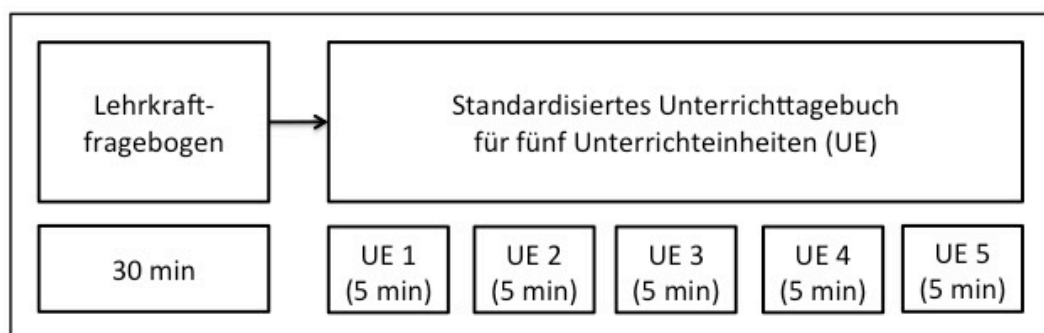 Lehrkraft-
fragebogen
Standardisiertes Unterrichttagebuch
für fünf Unterrichteinheiten (UE)
30 min
UE 1
(5 min)
UE 2
(5 min)
UE 3
(5 min)
UE 4
(5 min)
UE 5
(5 min)